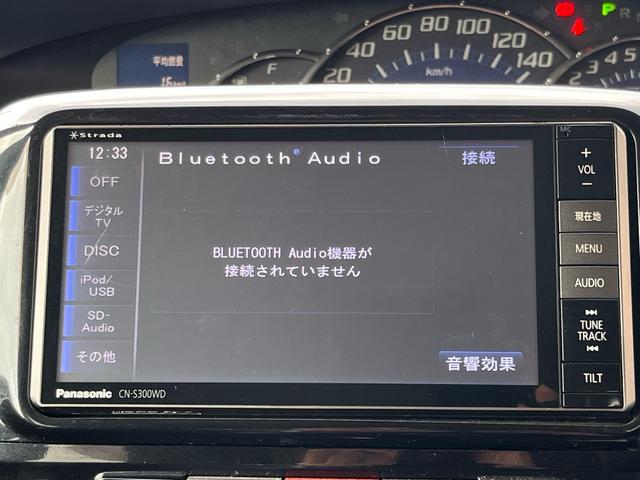 平均燃費
F
20
40
60
80
100
120
140
km/h
P
2
3
4
5
Strada
MIC
12:33
Bluetooth® Audio
接続
OFF
デジタル
TV
DISC
iPod/
USB
SD-
Audio
その他
BLUETOOTH Audio機器が
接続されていません
音響効果
+
VOL
−
現在地
MENU
AUDIO
TUNE
TRACK
TILT
Panasonic CN-S300WD